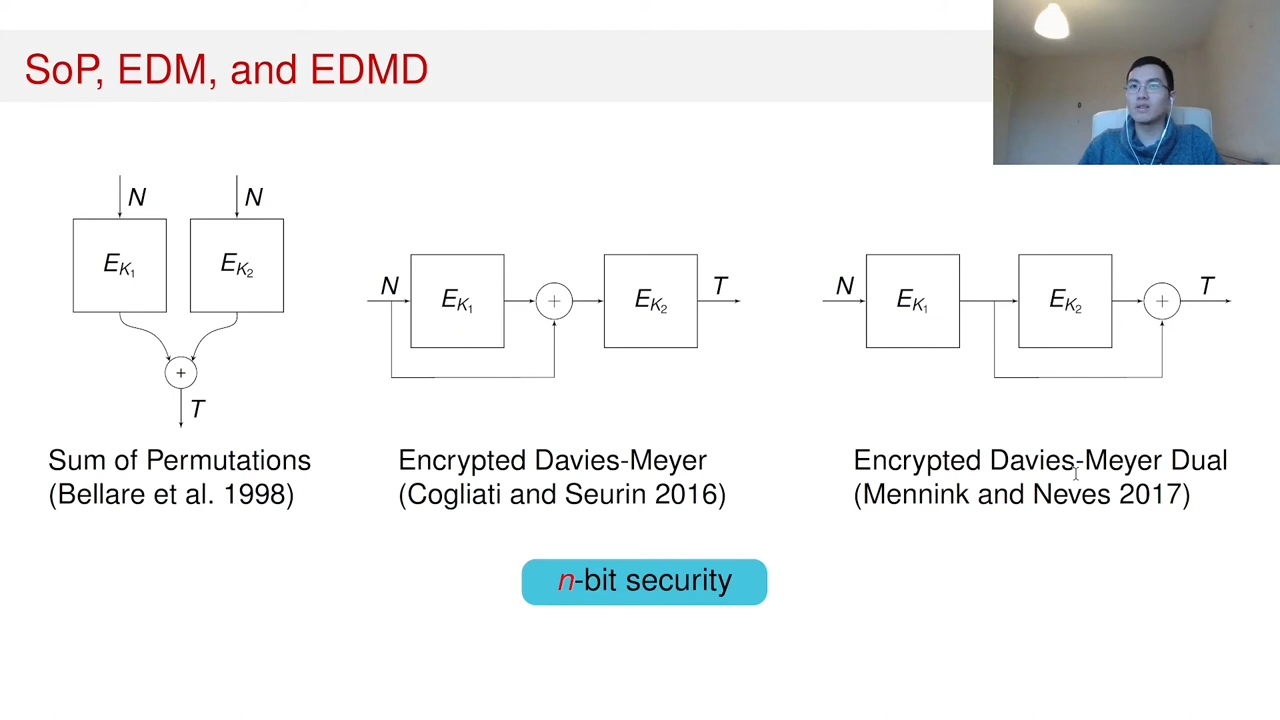 SoP, EDM, and EDMD
N
N
E_{K_1}
E_{K_2}
+
T
N
E_{K_1}
+
E_{K_2}
T
N
E_{K_1}
E_{K_2}
+
T
Sum of Permutations
(Bellare et al. 1998)
Encrypted Davies-Meyer
(Cogliati and Seurin 2016)
Encrypted Davies-Meyer Dual
(Mennink and Neves 2017)
n-bit security